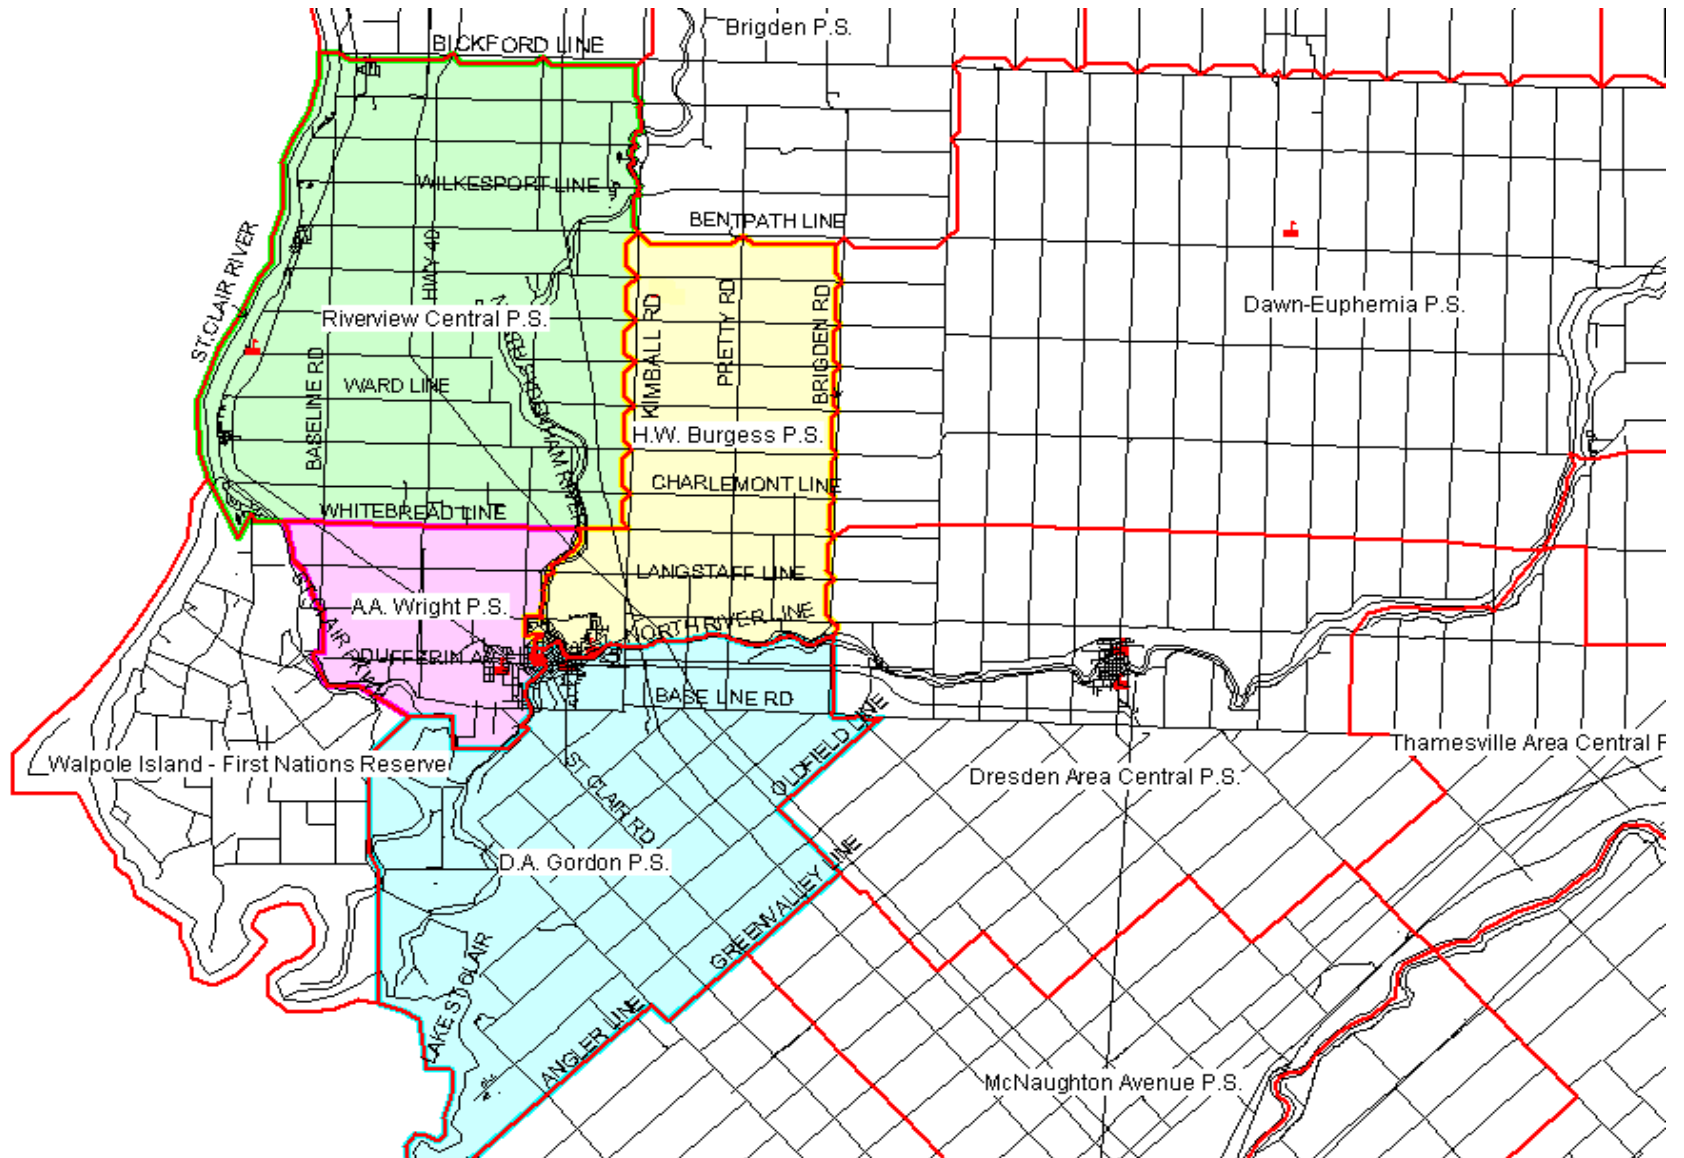 Brigden P.S.
BICKFORD LINE
WILKESPORT LINE
BENTPATH LINE
ST.CLAIR RIVER
HWY 40
Riverview Central P.S.
KIMBALL RD
PRETTY RD
BRIGDEN RD
Dawn-Euphemia P.S.
BASELINE RD
WARD LINE
H.W. Burgess P.S.
CHARLEMONT LINE
WHITEBREAD LINE
LANGSTAFF LINE
A.A. Wright P.S.
NORTH RIVER LINE
DUFFERIN A
BASE LINE RD
OLDFIELD LINE
Thamesville Area Central P
Walpole Island - First Nations Reserve
Dresden Area Central P.S.
ST. CLAIR RD
D.A. Gordon P.S.
GREENVALLEY LINE
LAKE ST.CLAIR
ANGLER LINE
McNaughton Avenue P.S.